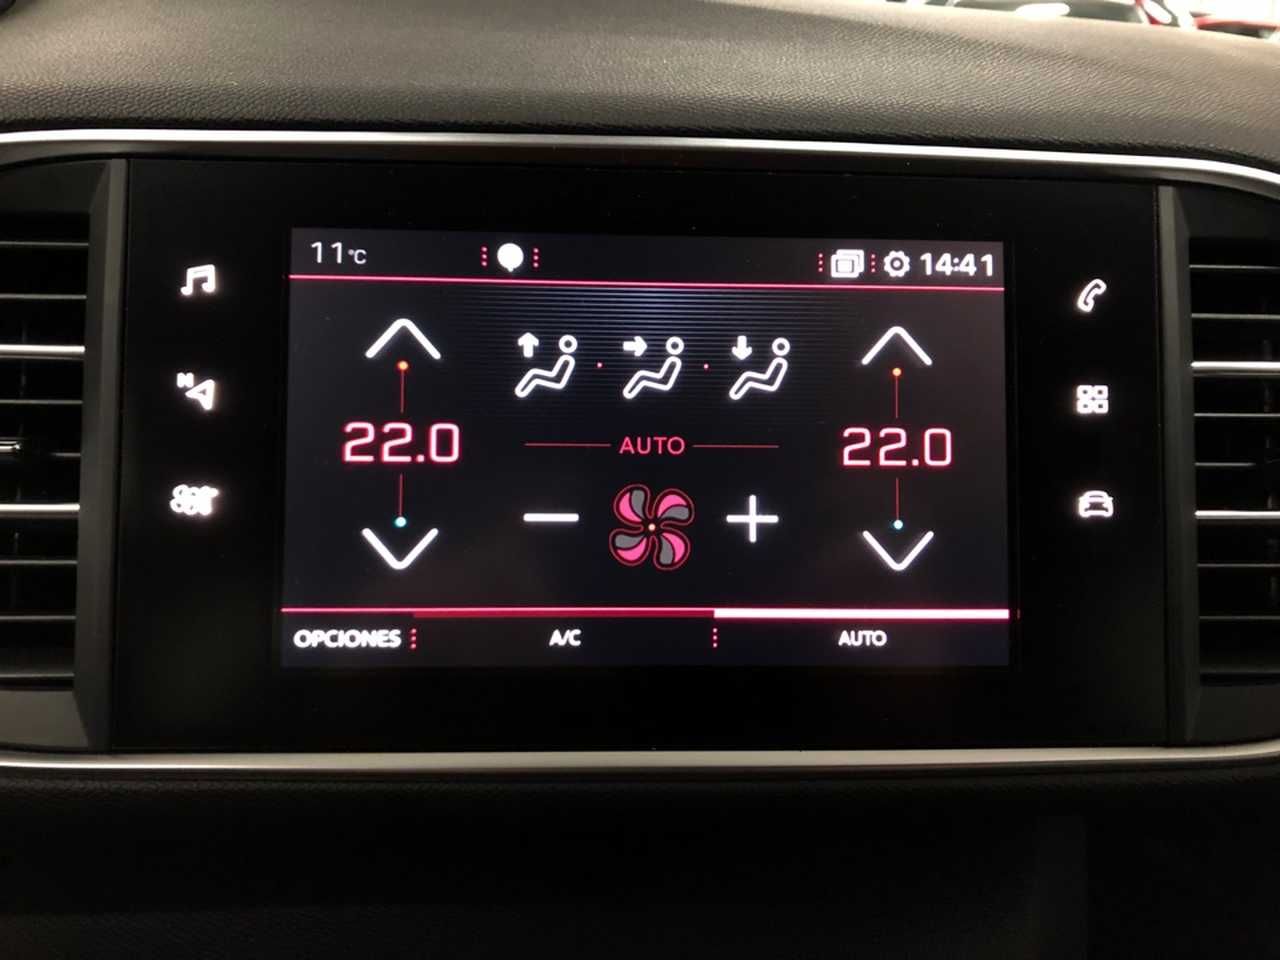 11°C
14:41
N
22.0
AUTO
22.0
OPCIONES
A/C
AUTO